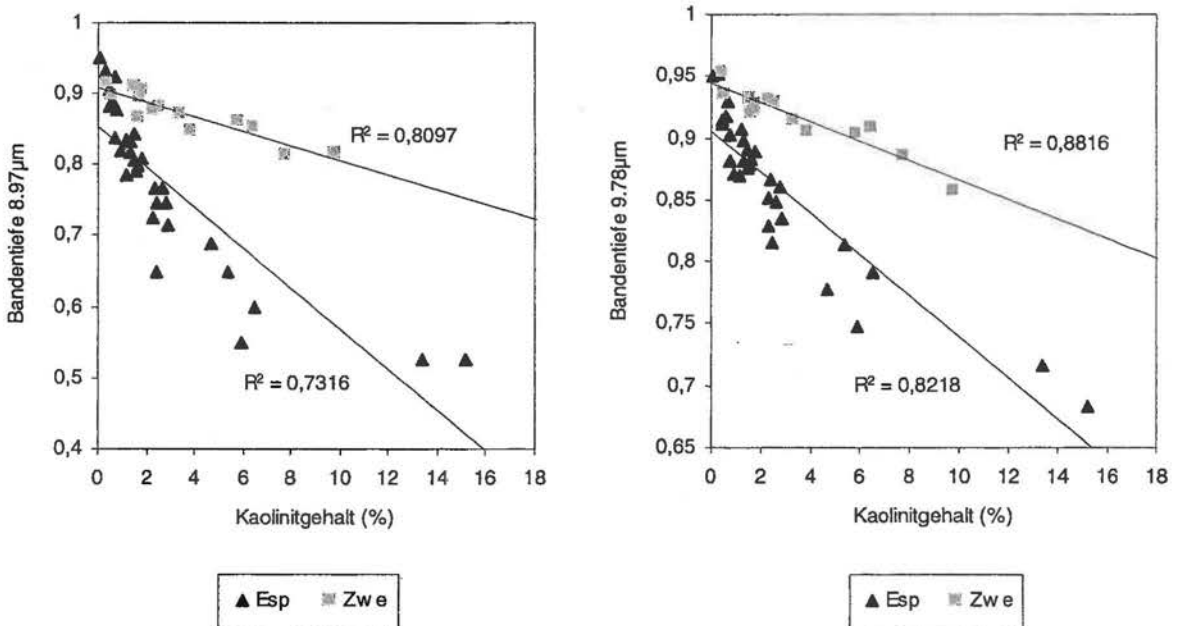 1
0,9
0,8
0,7
0,6
0,5
0,4
Bandentiefe 8.97µm
R² = 0,8097
R² = 0,7316
0 2 4 6 8 10 12 14 16 18
Kaolinitgehalt (%)
Esp Zwe
1
0,95
0,9
0,85
0,8
0,75
0,7
0,65
Bandentiefe 9.78µm
R² = 0,8816
R² = 0,8218
0 2 4 6 8 10 12 14 16 18
Kaolinitgehalt (%)
Esp Zwe